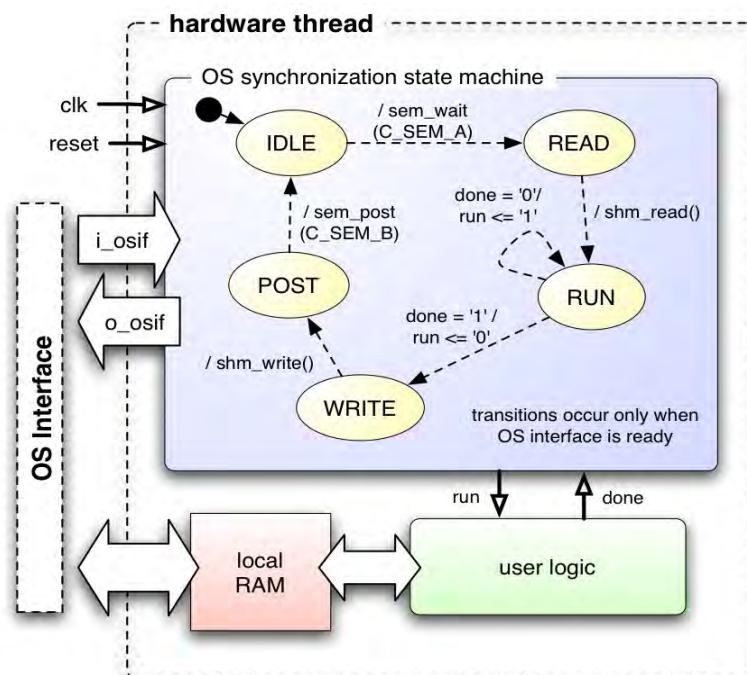 hardware thread
OS synchronization state machine
clk
reset
IDLE
/ sem_wait
(C_SEM_A)
READ
done = '0'/
run <= '1'
/ shm_read()
/ sem_post
(C_SEM_B)
i_osif
POST
RUN
o_osif
done = '1' /
run <= '0'
/ shm_write()
WRITE
transitions occur only when
OS interface is ready
OS Interface
run
done
local
RAM
user logic